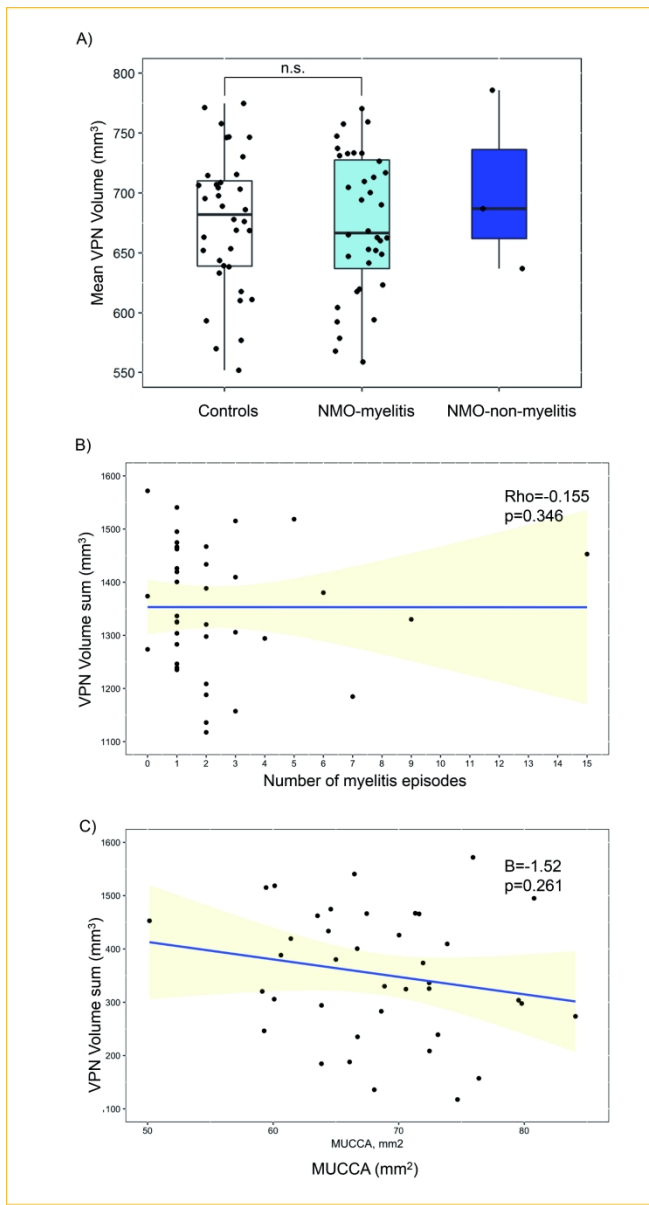 A)
n.s.
Mean VPN Volume (mm³)
800
750
700
650
600
550
Controls NMO-myelitis NMO-non-myelitis
B)
VPN Volume sum (mm³)
1600
1500
1400
1300
1200
1100
Rho=-0.155
p=0.346
0 1 2 3 4 5 6 7 8 9 10 11 12 13 14 15
Number of myelitis episodes
C)
VPN Volume sum (mm³)
1600
1500
400
300
200
.100
B=-1.52
p=0.261
50 60 70 80
MUCCA, mm2
MUCCA (mm²)